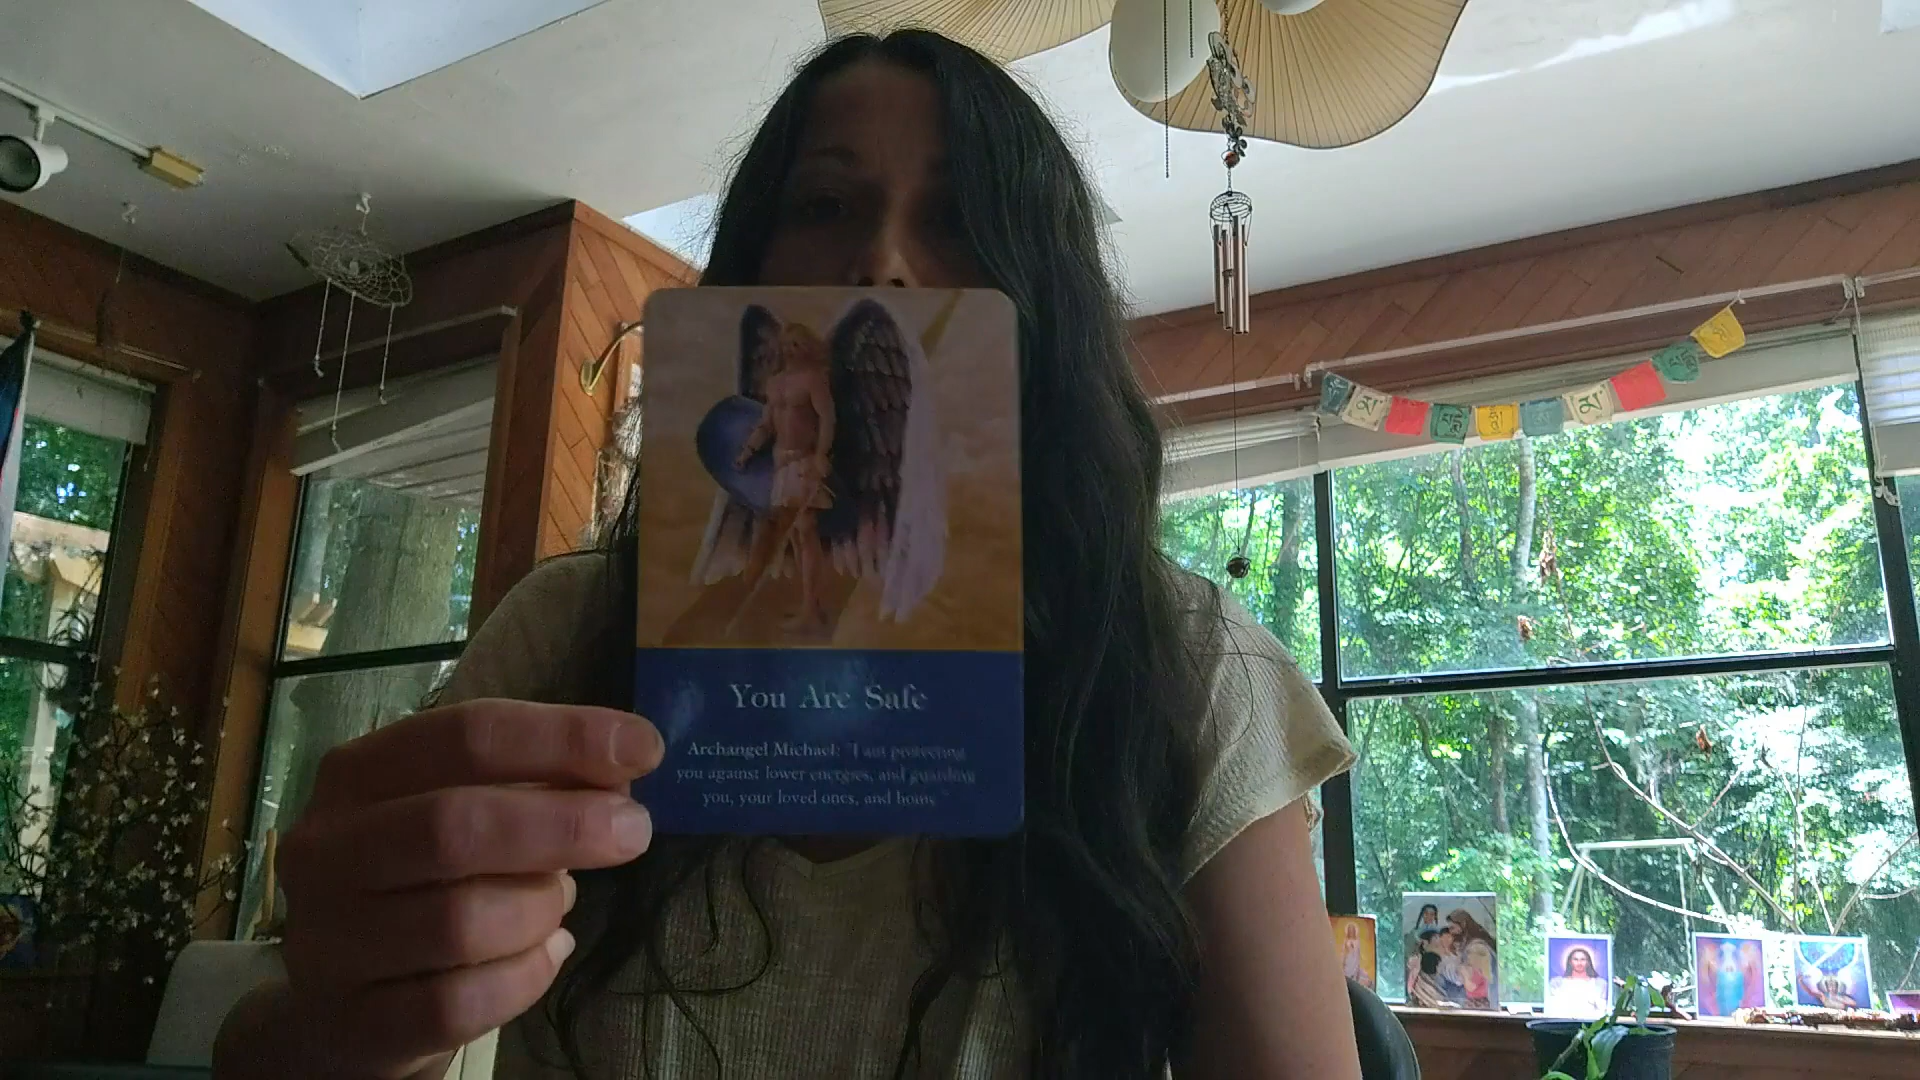 You Are Safe
Archangel Michael: "I am protecting
you against lower energies, and guarding
you, your loved ones, and home."